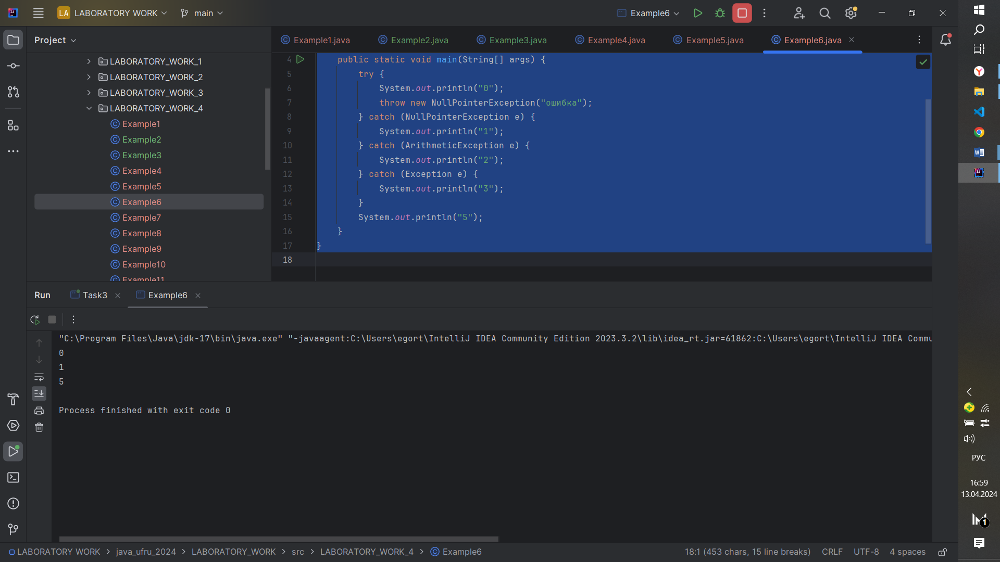 LA LABORATORY WORK main Example6
Project
Example1.java Example2.java Example3.java Example4.java Example5.java Example6.java
LABORATORY_WORK_1
LABORATORY_WORK_2
LABORATORY_WORK_3
LABORATORY_WORK_4
Example1
Example2
Example3
Example4
Example5
Example6
Example7
Example8
Example9
Example10
Example11
4 public static void main(String[] args) {
5 try {
6 System.out.println("0");
7 throw new NullPointerException("ошибка");
8 } catch (NullPointerException e) {
9 System.out.println("1");
10 } catch (ArithmeticException e) {
11 System.out.println("2");
12 } catch (Exception e) {
13 System.out.println("3");
14 }
15 System.out.println("5");
16 }
17 }
18
Run Task3 Example6
"C:\Program Files\Java\jdk-17\bin\java.exe" "-javaagent:C:\Users\egort\IntelliJ IDEA Community Edition 2023.3.2\lib\idea_rt.jar=61862:C:\Users\egort\IntelliJ IDEA Commu
0
1
5
Process finished with exit code 0
LABORATORY WORK > java_ufru_2024 > LABORATORY_WORK > src > LABORATORY_WORK_4 > Example6
18:1 (453 chars, 15 line breaks) CRLF UTF-8 4 spaces
РУС
16:59
13.04.2024
1